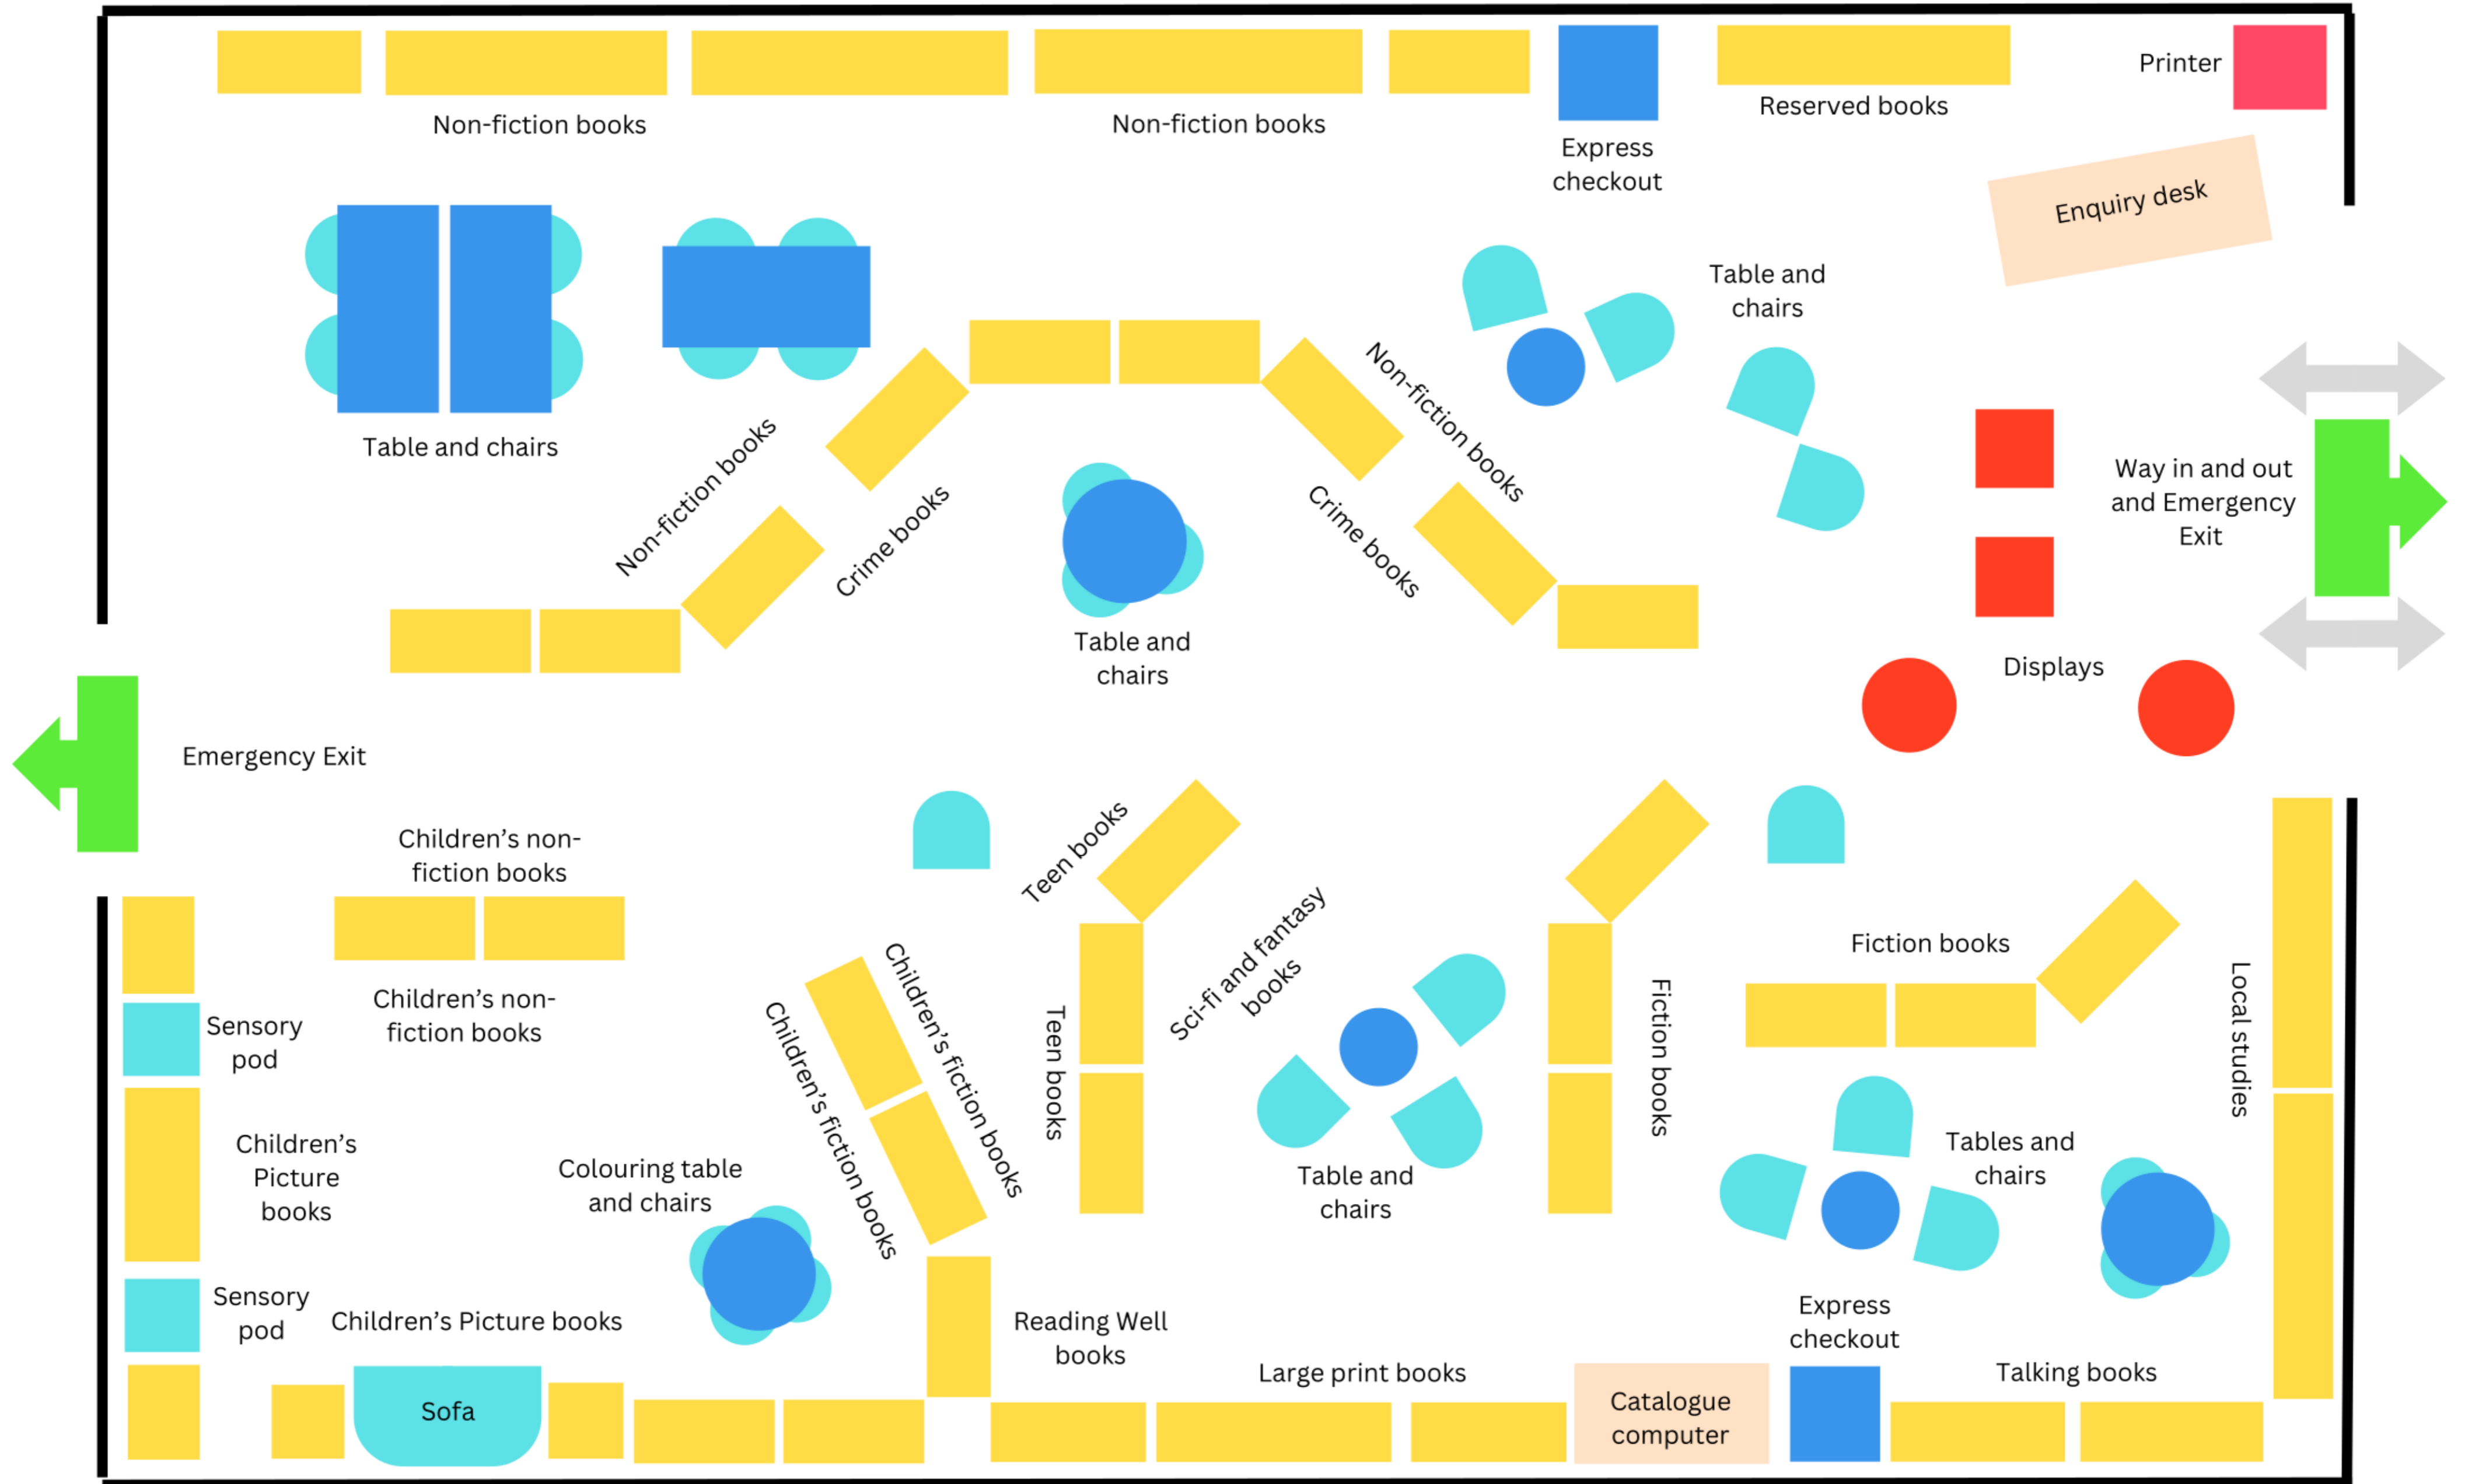 Printer
Reserved books
Non-fiction books
Non-fiction books
Express
checkout
Enquiry desk
Table and
chairs
Non-fiction books
Table and chairs
Non-fiction books
Crime books
Crime books
Way in and out
and Emergency
Exit
Table and
chairs
Displays
Emergency Exit
Children’s non-
fiction books
Teen books
Sci-fi and fantasy
books
Fiction books
Children’s non-
fiction books
Sensory
pod
Children’s fiction books
Children’s fiction books
Teen books
Fiction books
Local studies
Children’s
Picture
books
Colouring table
and chairs
Table and
chairs
Tables and
chairs
Sensory
pod
Children’s Picture books
Reading Well
books
Express
checkout
Large print books
Talking books
Sofa
Catalogue
computer